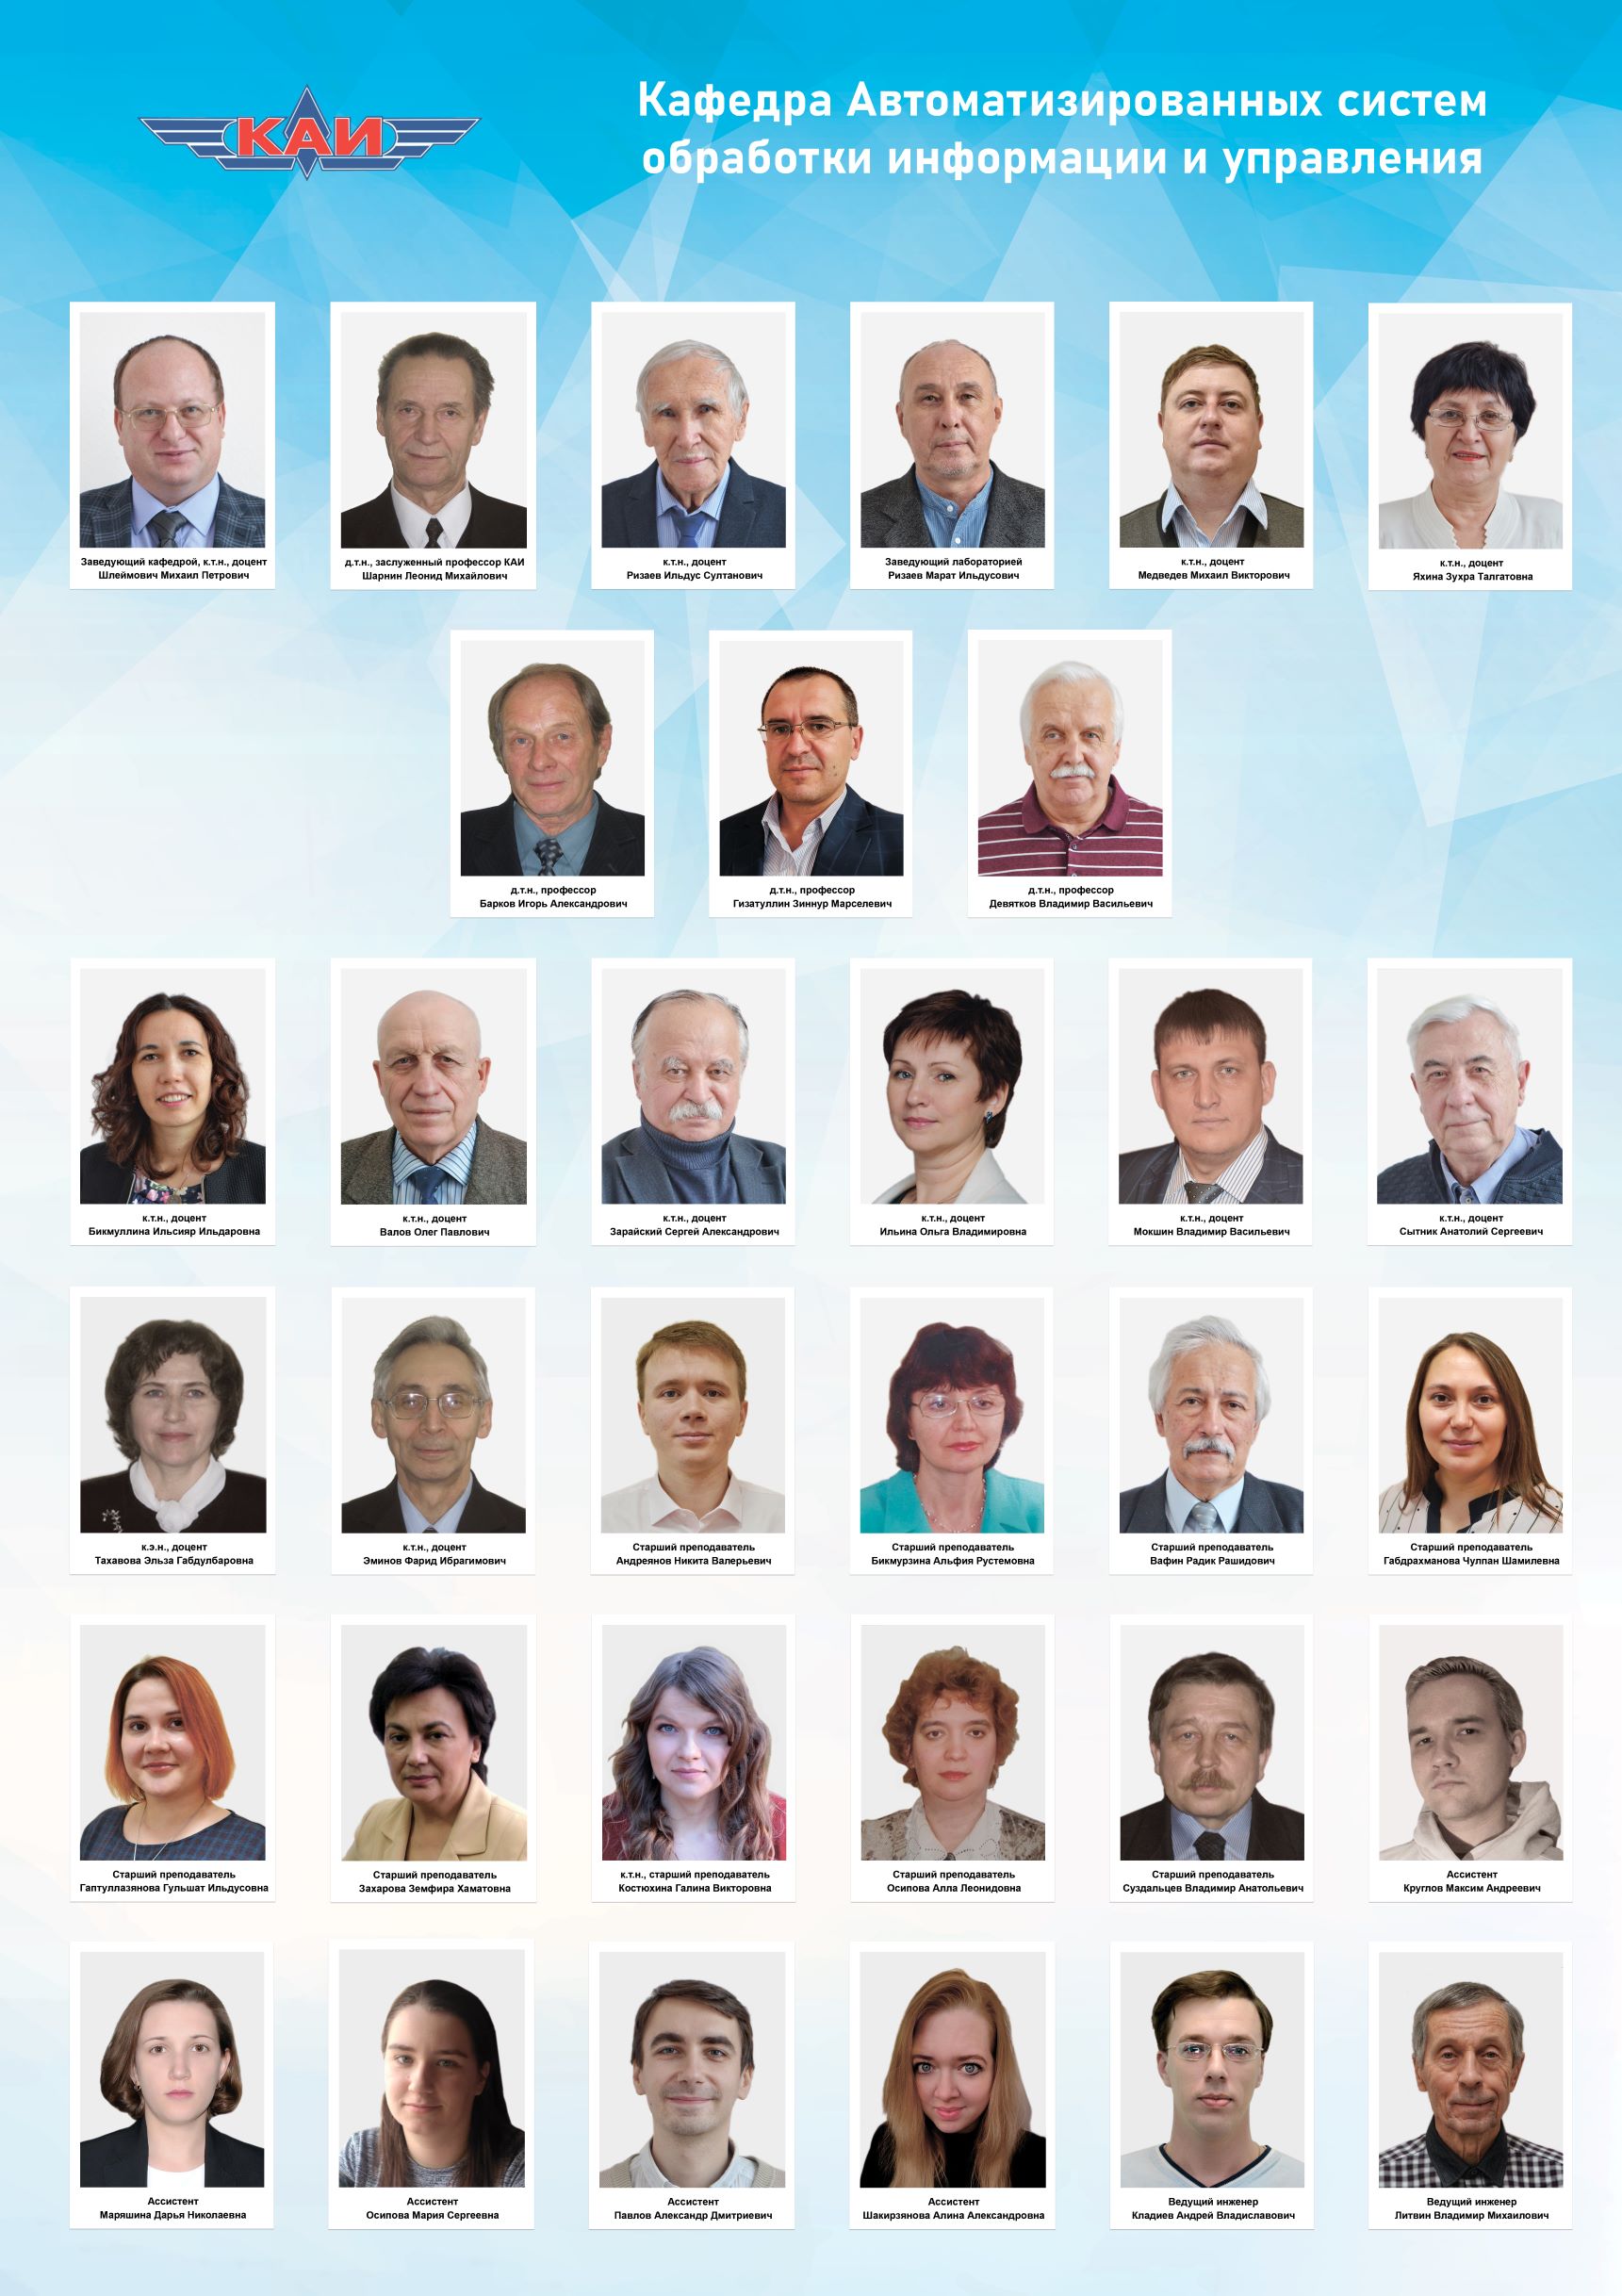 КАИ
Кафедра Автоматизированных систем
обработки информации и управления
Заведующий кафедрой, к.т.н., доцент
Шлеймович Михаил Петрович
д.т.н., заслуженный профессор КАИ
Шарнин Леонид Михайлович
к.т.н., доцент
Ризаев Ильдус Султанович
Заведующий лабораторией
Ризаев Марат Ильдусович
к.т.н., доцент
Медведев Михаил Викторович
к.т.н., доцент
Яхина Зухра Талгатовна
д.т.н., профессор
Барков Игорь Александрович
д.т.н., профессор
Гизатуллин Зиннур Марселевич
д.т.н., профессор
Девятков Владимир Васильевич
к.т.н., доцент
Бикмуллина Ильсияр Ильдаровна
к.т.н., доцент
Валов Олег Павлович
к.т.н., доцент
Зарайский Сергей Александрович
к.т.н., доцент
Ильина Ольга Владимировна
к.т.н., доцент
Мокшин Владимир Васильевич
к.т.н., доцент
Сытник Анатолий Сергеевич
к.э.н., доцент
Тахавова Эльза Габдулбаровна
к.т.н., доцент
Эминов Фарид Ибрагимович
Старший преподаватель
Андреянов Никита Валерьевич
Старший преподаватель
Бикмурзина Альфия Рустемовна
Старший преподаватель
Вафин Радик Рашидович
Старший преподаватель
Габдрахманова Чулпан Шамилевна
Старший преподаватель
Гаптуллазянова Гульшат Ильдусовна
Старший преподаватель
Захарова Земфира Хаматовна
к.т.н., старший преподаватель
Костюхина Галина Викторовна
Старший преподаватель
Осипова Алла Леонидовна
Старший преподаватель
Суздальцев Владимир Анатольевич
Ассистент
Круглов Максим Андреевич
Ассистент
Маряшина Дарья Николаевна
Ассистент
Осипова Мария Сергеевна
Ассистент
Павлов Александр Дмитриевич
Ассистент
Шакирзянова Алина Александровна
Ведущий инженер
Кладиев Андрей Владиславович
Ведущий инженер
Литвин Владимир Михаилович